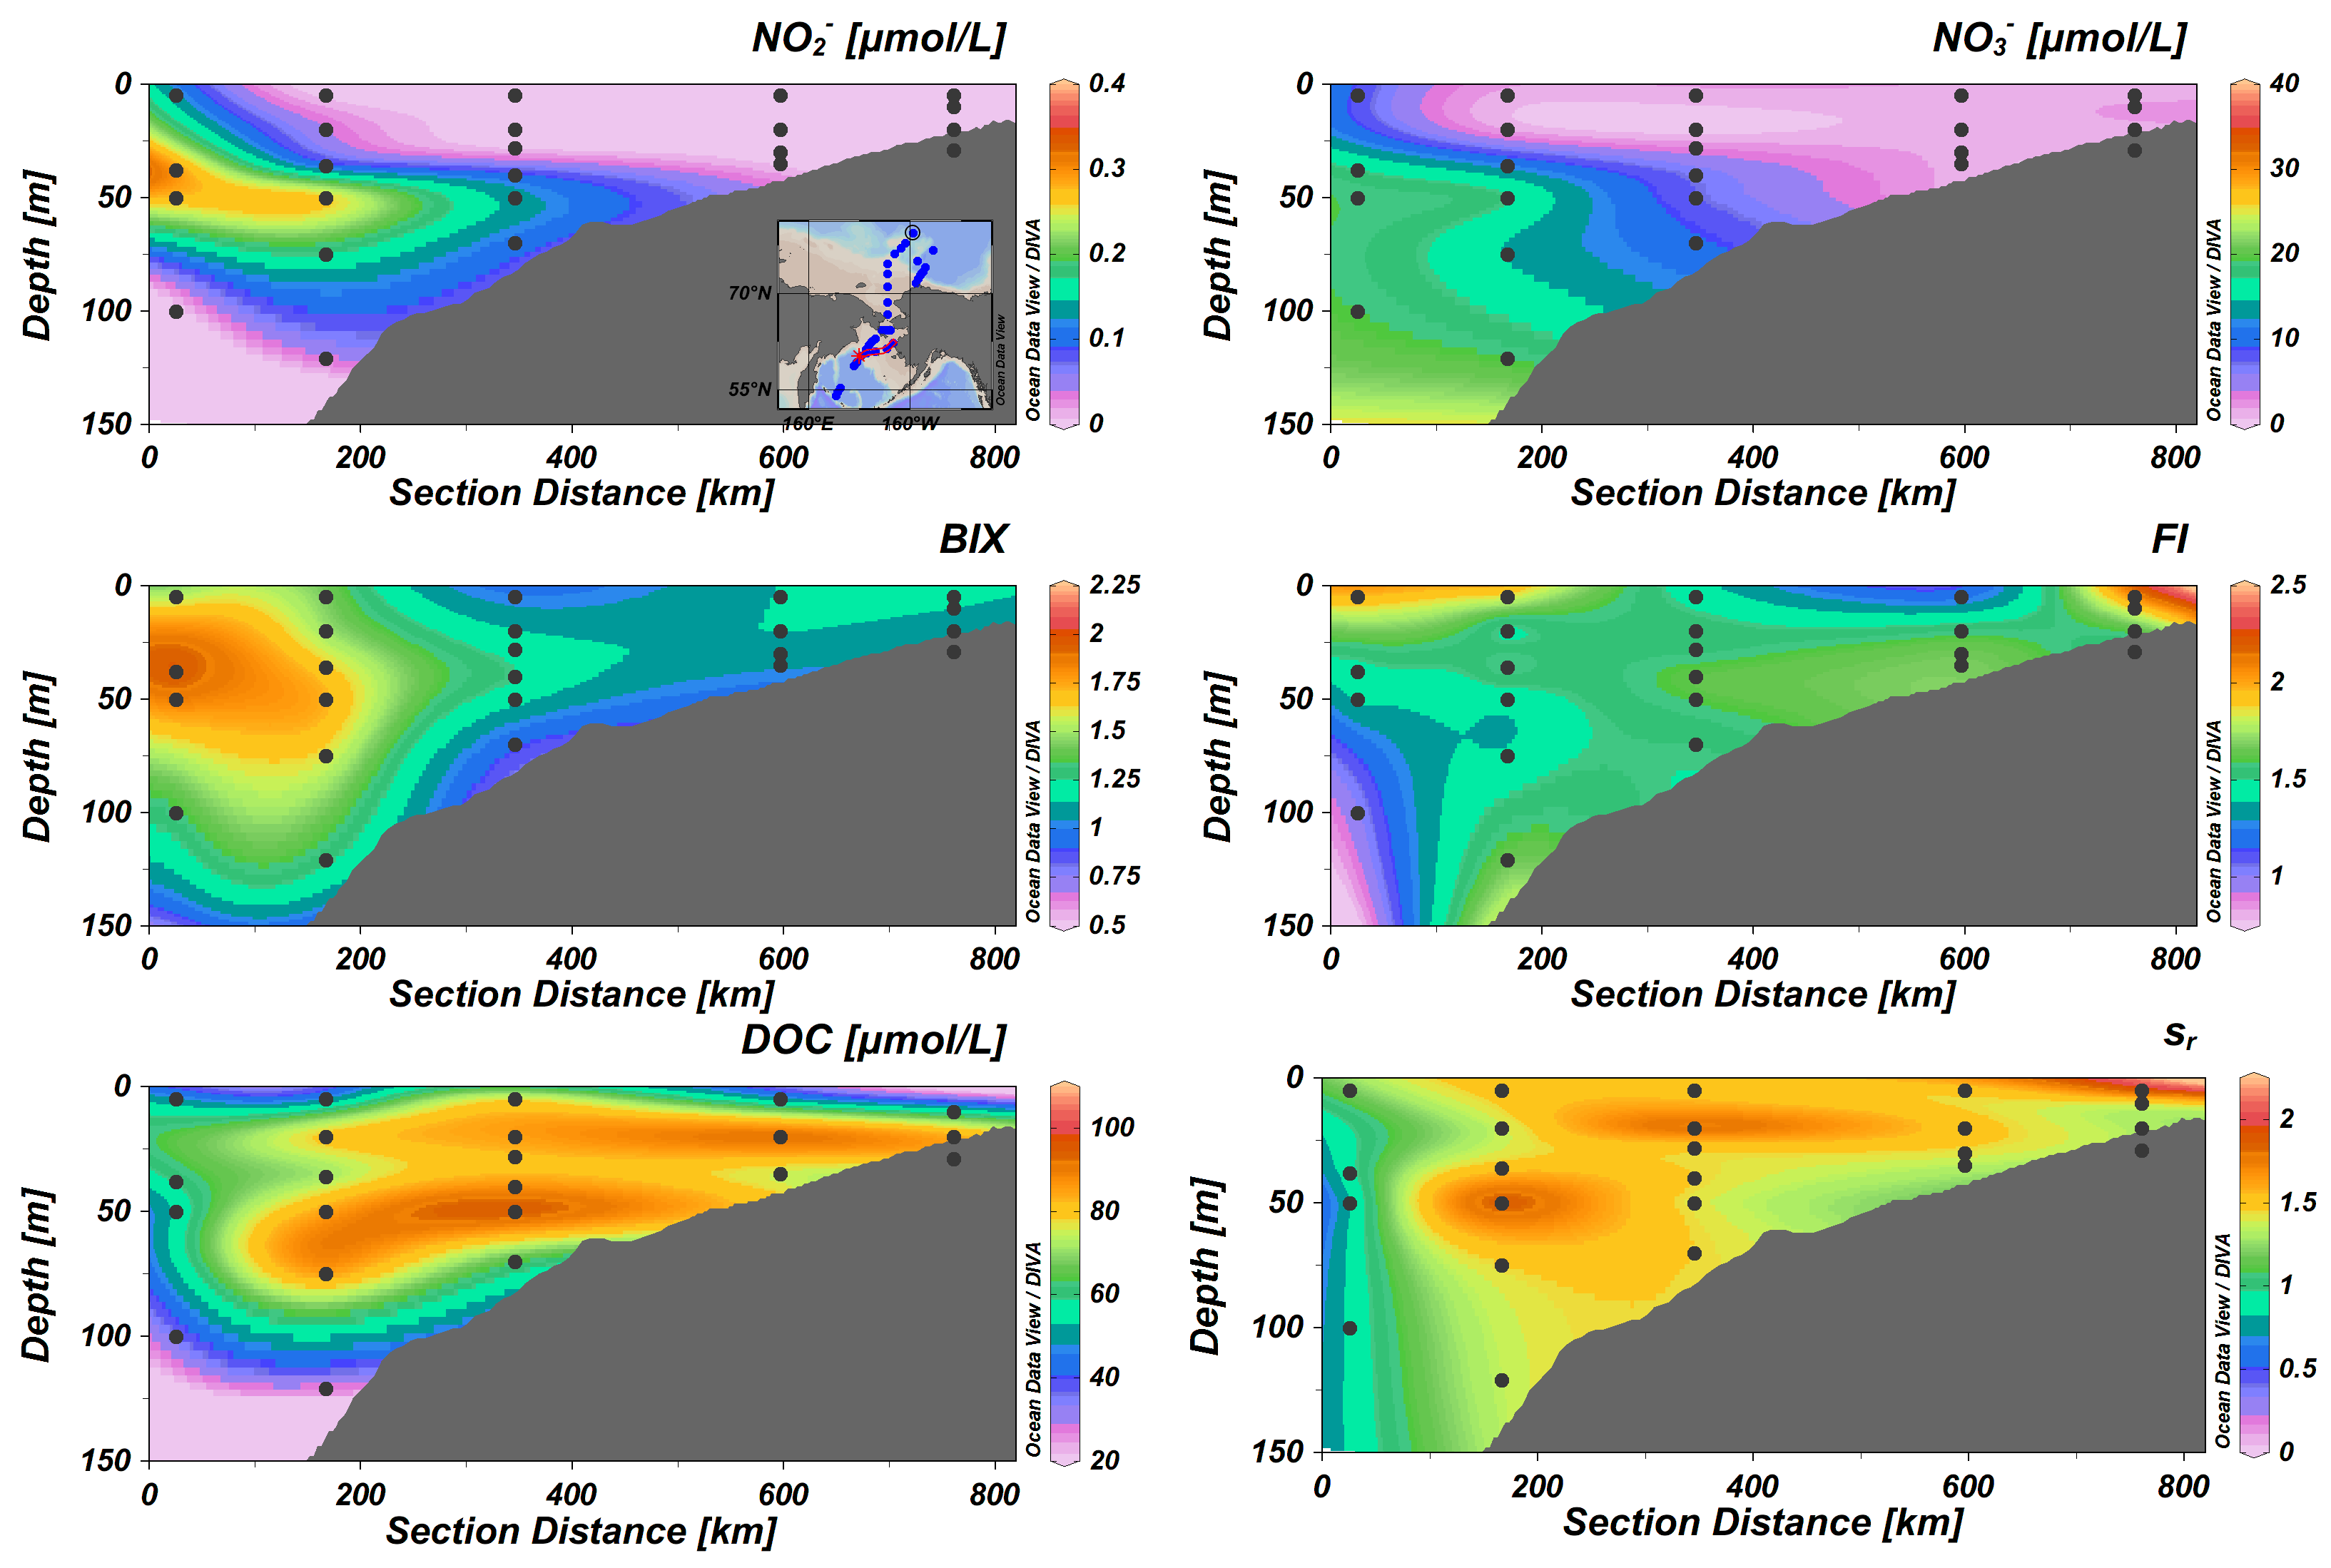 NO₂⁻ [µmol/L]
0
50
100
150
Depth [m]
0 200 400 600 800
Section Distance [km]
0.4
0.3
0.2
0.1
0
Ocean Data View / DIVA
70°N
55°N
160°E 160°W
Ocean Data View
NO₃⁻ [µmol/L]
0
50
100
150
Depth [m]
0 200 400 600 800
Section Distance [km]
40
30
20
10
0
Ocean Data View / DIVA
BIX
0
50
100
150
Depth [m]
0 200 400 600 800
Section Distance [km]
2.25
2
1.75
1.5
1.25
1
0.75
0.5
Ocean Data View / DIVA
FI
0
50
100
150
Depth [m]
0 200 400 600 800
Section Distance [km]
2.5
2
1.5
1
Ocean Data View / DIVA
DOC [µmol/L]
0
50
100
150
Depth [m]
0 200 400 600 800
Section Distance [km]
100
80
60
40
20
Ocean Data View / DIVA
sᵣ
0
50
100
150
Depth [m]
0 200 400 600 800
Section Distance [km]
2
1.5
1
0.5
0
Ocean Data View / DIVA